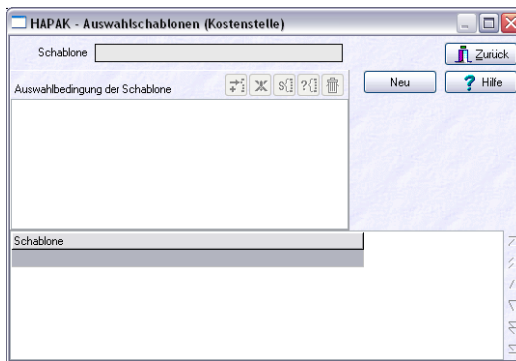 HAPAK - Auswahlschablonen (Kostenstelle)
Schablone
Zurück
Auswahlbedingung der Schablone
Neu
Hilfe
Schablone